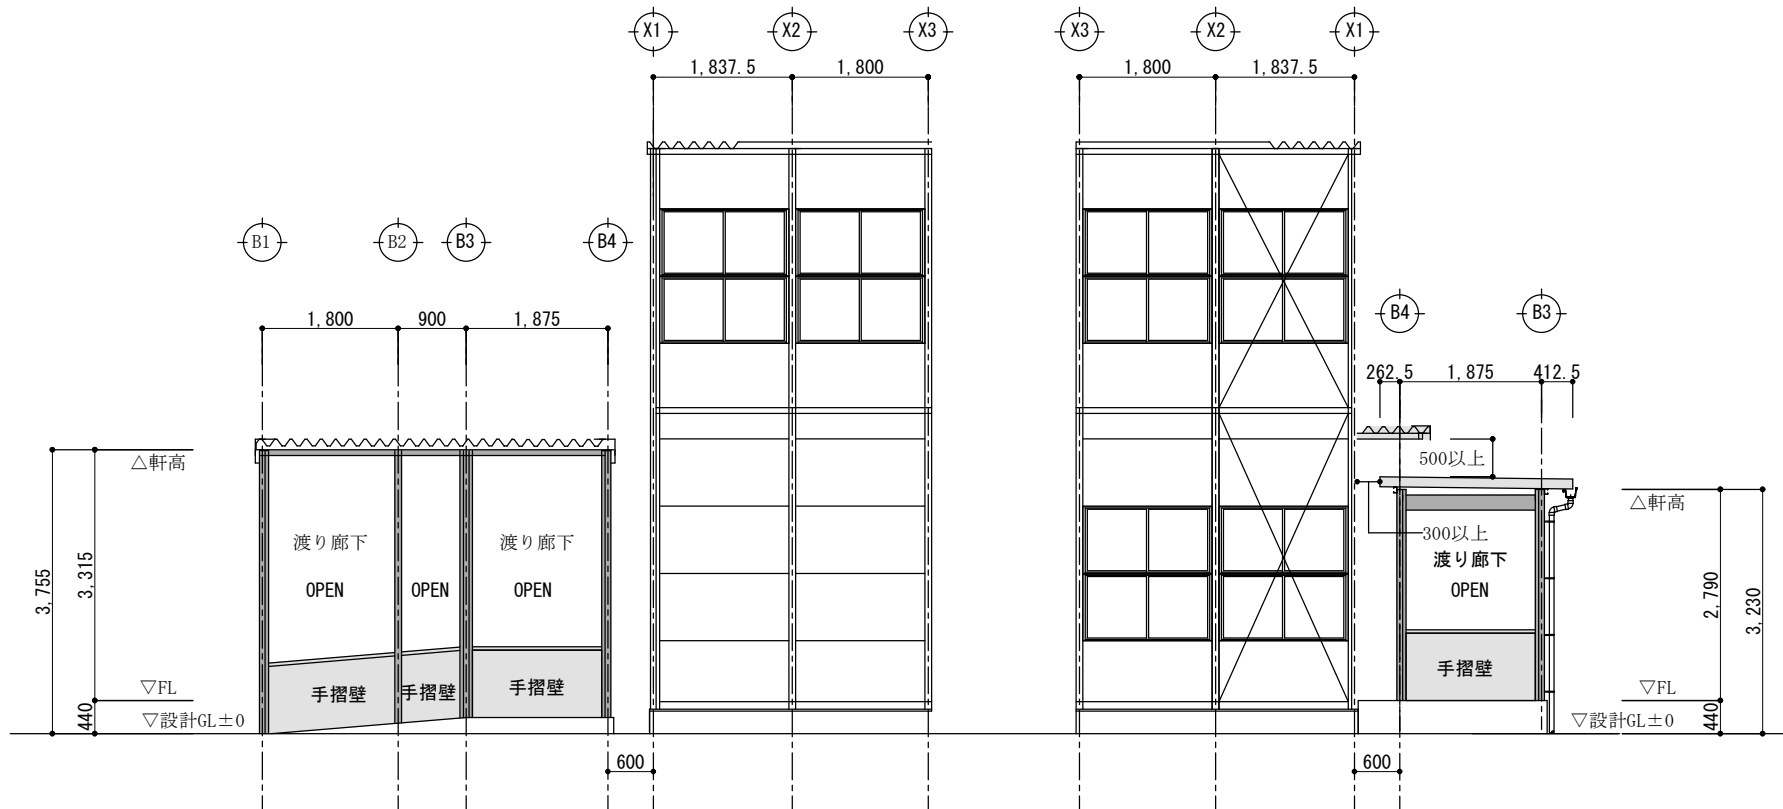 X1
X2
X3
X3
X2
X1
1,837.5
1,800
1,800
1,837.5
B1
B2
B3
B4
B4
B3
1,800
900
1,875
262.5
1,875
412.5
△軒高
500以上
△軒高
300以上
渡り廊下
渡り廊下
渡り廊下
OPEN
OPEN
OPEN
OPEN
3,755
3,315
2,790
3,230
手摺壁
手摺壁
手摺壁
手摺壁
▽FL
▽FL
440
▽設計GL±0
▽設計GL±0
440
600
600